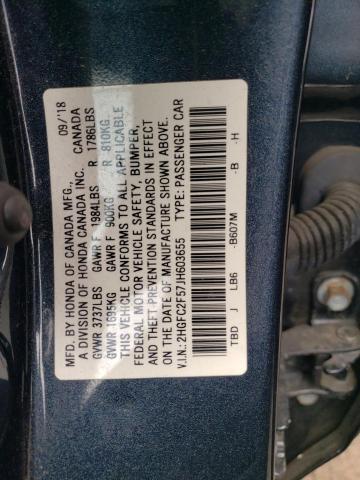 MFD. BY HONDA OF CANADA MFG., 09/'18
A DIVISION OF HONDA CANADA INC. CANADA
GVWR 3737LBS GAWR F 1984LBS R 1786LBS
GVWR 1695KG GAWR F 900KG R 810KG
THIS VEHICLE CONFORMS TO ALL APPLICABLE
FEDERAL MOTOR VEHICLE SAFETY, BUMPER,
AND THEFT PREVENTION STANDARDS IN EFFECT
ON THE DATE OF MANUFACTURE SHOWN ABOVE.
V.I.N.: 2HGFC2F57JH603655 TYPE: PASSENGER CAR
TBD J LB6 -B607M -B -H